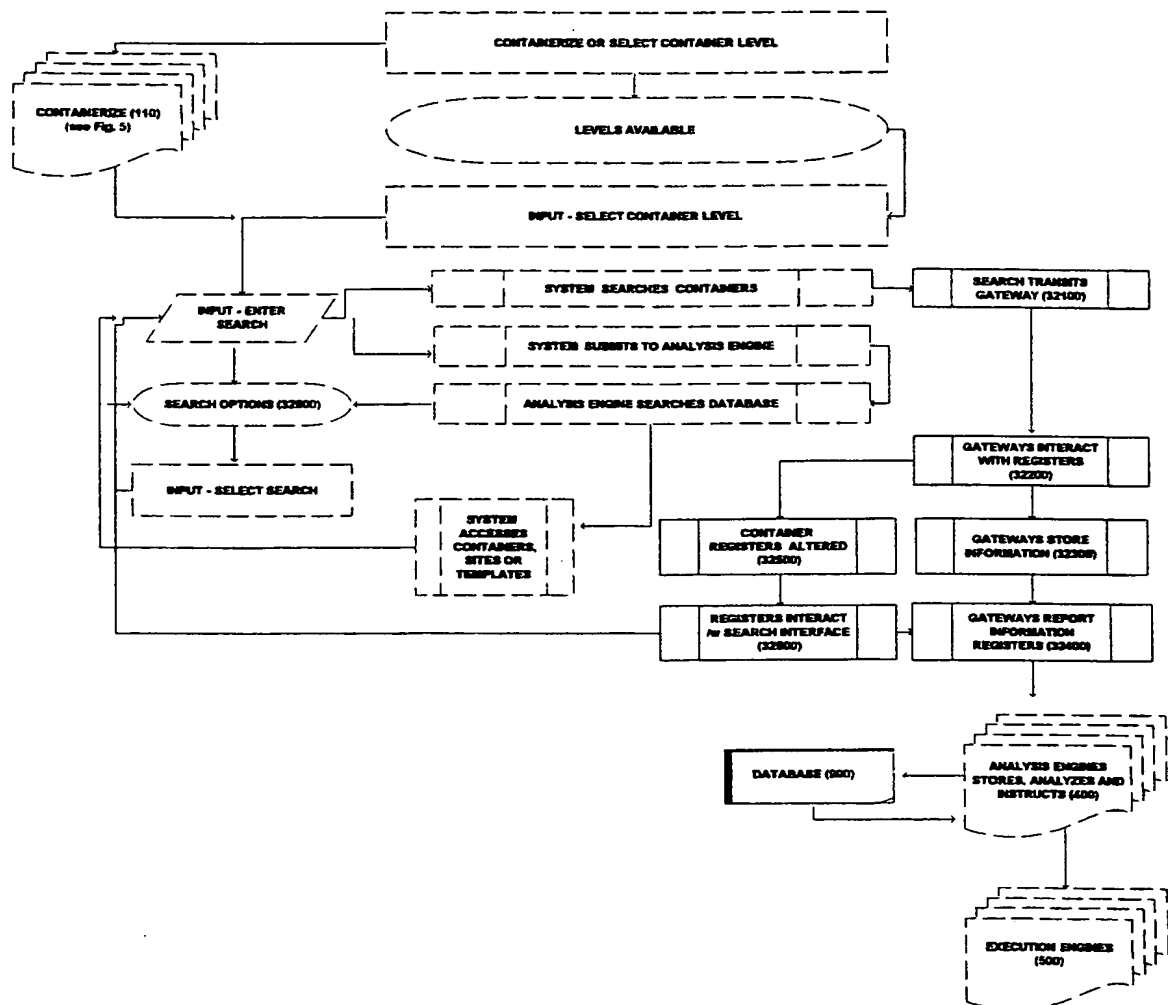 CONTAINERIZE OR SELECT CONTAINER LEVEL
CONTAINERIZE (110)
(see Fig. 5)
LEVELS AVAILABLE
INPUT - SELECT CONTAINER LEVEL
SYSTEM SEARCHES CONTAINERS
SEARCH TRANSITS
GATEWAY (32100)
INPUT - ENTER
SEARCH
SYSTEM SUBMITS TO ANALYSIS ENGINE
SEARCH OPTIONS
ANALYSIS ENGINE SEARCHES DATABASE
GATEWAYS INTERACT
WITH REGISTERS
(32200)
INPUT - SELECT SEARCH
SYSTEM
ACCESSES
CONTAINERS,
SITES OR
TEMPLATES
CONTAINER
REGISTERS ALTERED
(32500)
GATEWAYS STORE
INFORMATION (32300)
REGISTERS INTERACT
/w SEARCH INTERFACE
GATEWAYS REPORT
INFORMATION
REGISTERS
DATABASE (900)
ANALYSIS ENGINES
STORES, ANALYZES AND
INSTRUCTS (400)
EXECUTION ENGINES
(500)